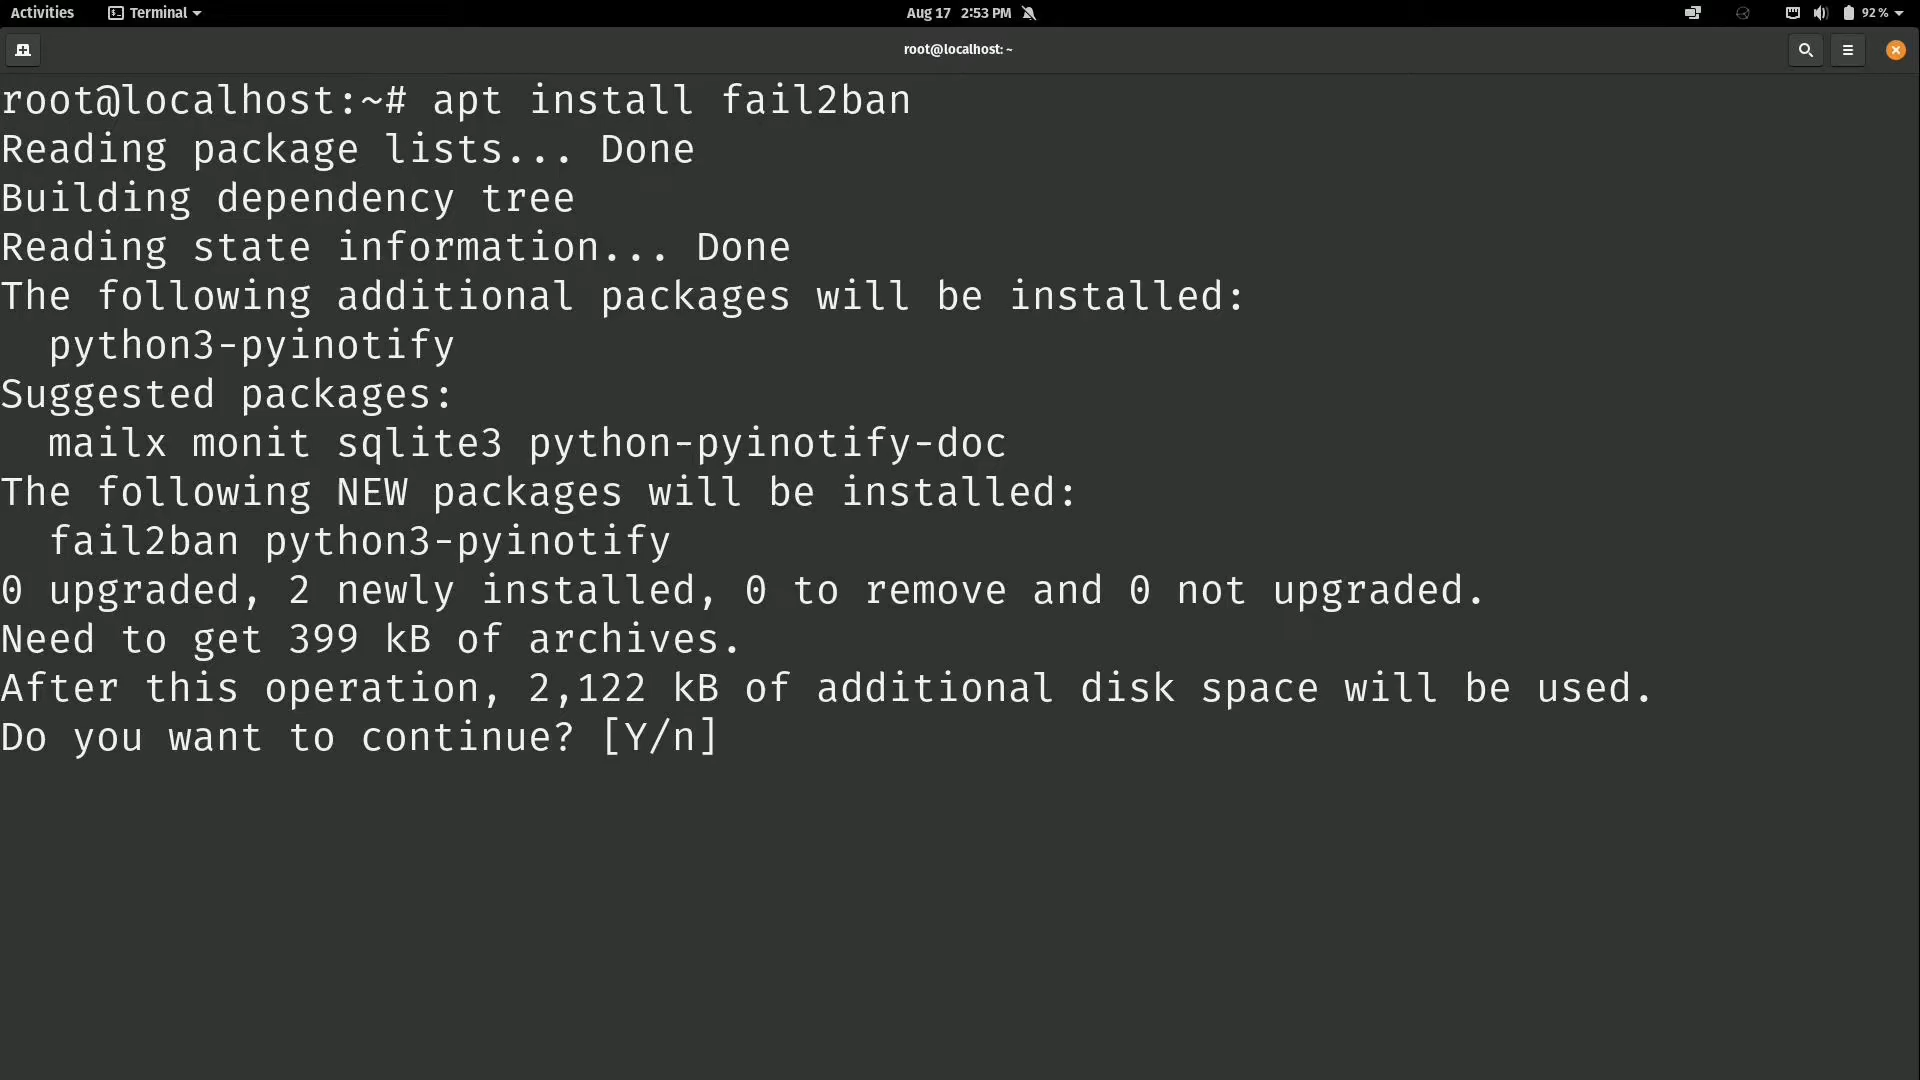 Activities Terminal Aug 17 2:53 PM 92 %
root@localhost: ~
root@localhost:~# apt install fail2ban
Reading package lists... Done
Building dependency tree
Reading state information... Done
The following additional packages will be installed:
  python3-pyinotify
Suggested packages:
  mailx monit sqlite3 python-pyinotify-doc
The following NEW packages will be installed:
  fail2ban python3-pyinotify
0 upgraded, 2 newly installed, 0 to remove and 0 not upgraded.
Need to get 399 kB of archives.
After this operation, 2,122 kB of additional disk space will be used.
Do you want to continue? [Y/n]